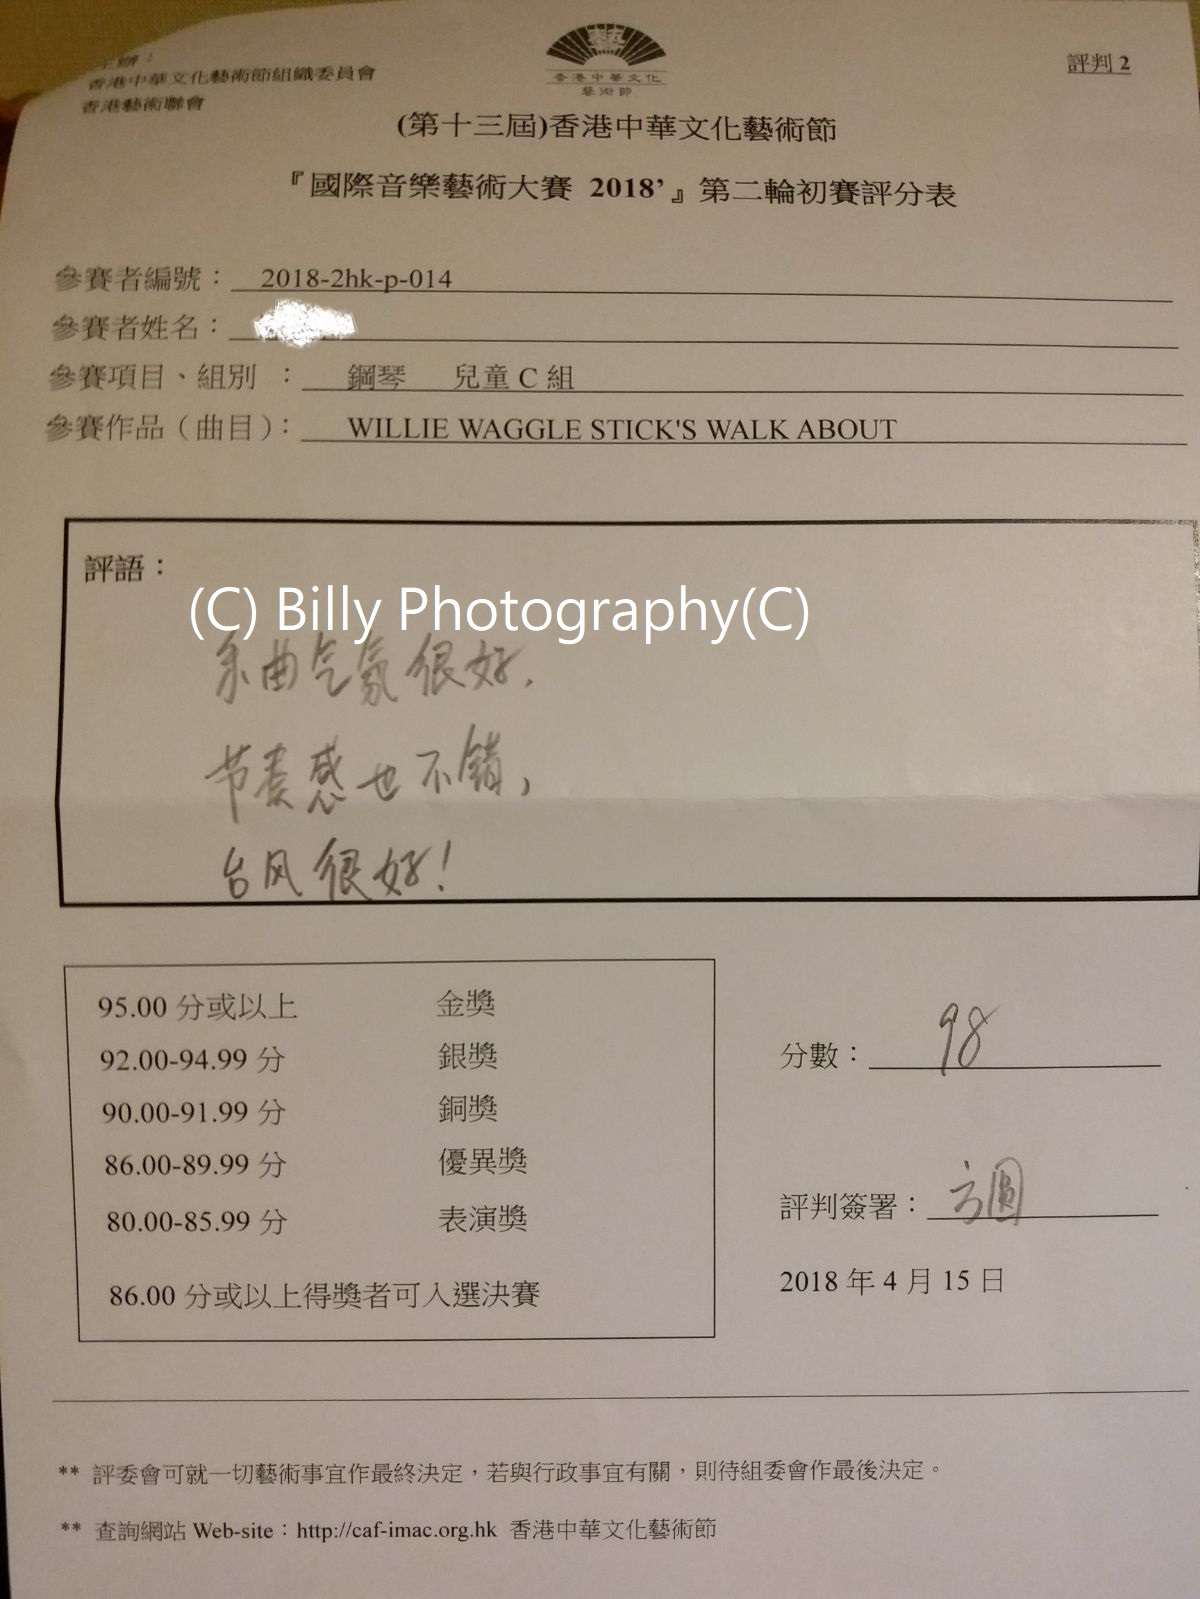 香港中華文化藝術節組織委員會
香港藝術聯會
香港中華文化
藝術節
評判 2
(第十三屆)香港中華文化藝術節
『國際音樂藝術大賽 2018’』第二輪初賽評分表
參賽者編號： 2018-2hk-p-014
參賽者姓名：
參賽項目、組別 ： 鋼琴 兒童 C 組
參賽作品（曲目）： WILLIE WAGGLE STICK'S WALK ABOUT
評語：
(C) Billy Photography(C)
曲气氛很好，
节奏感也不错，
台风很好！
95.00 分或以上 金獎
92.00-94.99 分 銀獎
90.00-91.99 分 銅獎
86.00-89.99 分 優異獎
80.00-85.99 分 表演獎
86.00 分或以上得獎者可入選決賽
分數： 98
評判簽署： 方圓
2018 年 4 月 15 日
** 評委會可就一切藝術事宜作最終決定，若與行政事宜有關，則待組委會作最後決定。
** 查詢網站 Web-site：http://caf-imac.org.hk 香港中華文化藝術節